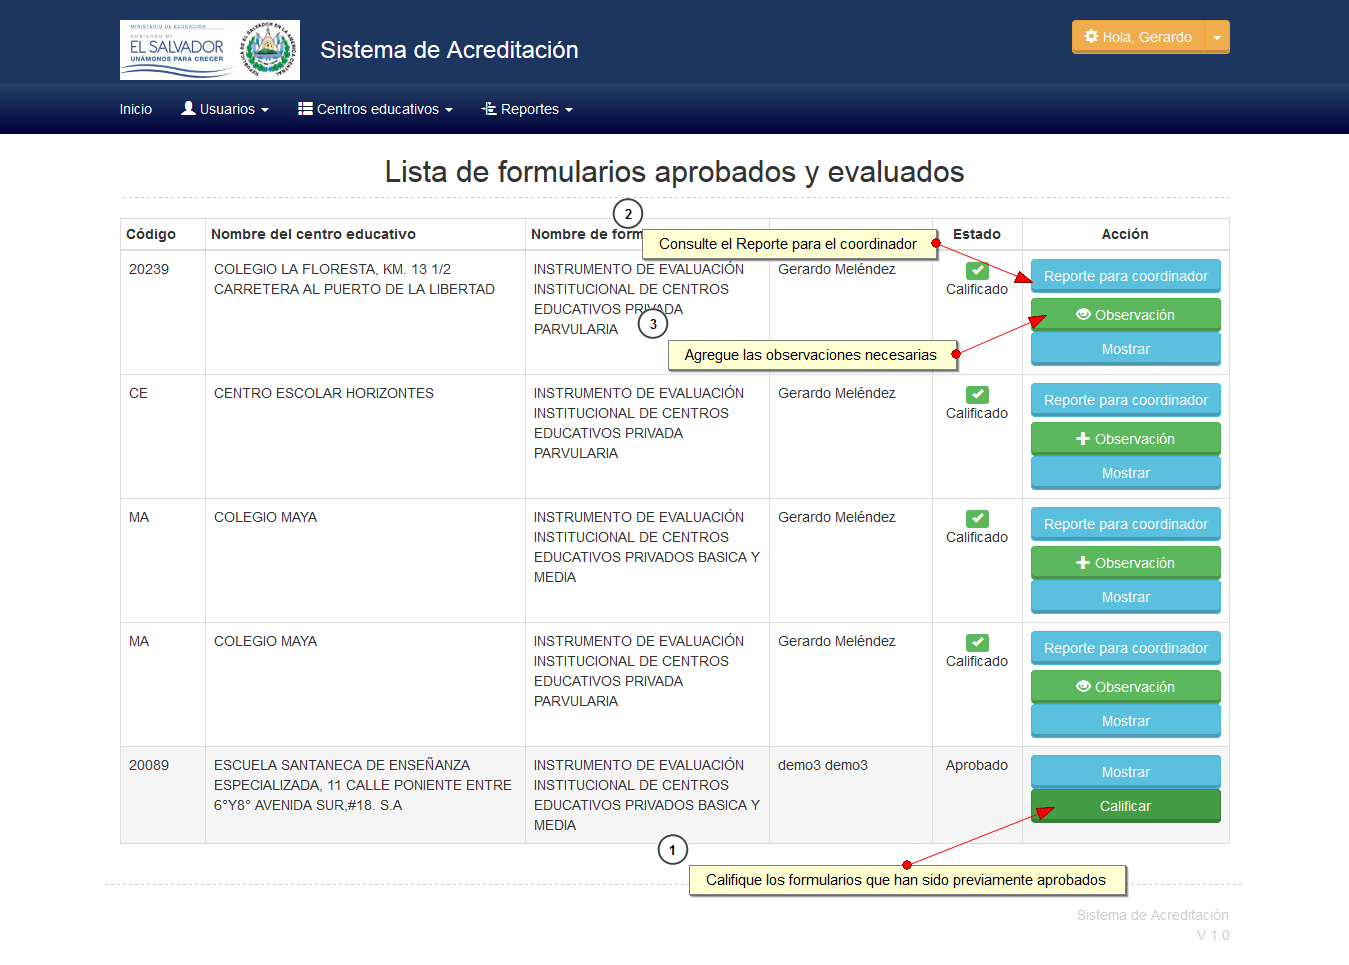 MINISTERIO DE EDUCACIÓN
GOBIERNO DE
EL SALVADOR
UNÁMONOS PARA CRECER
Sistema de Acreditación
Hola, Gerardo
Inicio
Usuarios
Centros educativos
Reportes
Lista de formularios aprobados y evaluados
2
Consulte el Reporte para el coordinador
Código
Nombre del centro educativo
Nombre de
Estado
Acción
20239
COLEGIO LA FLORESTA, KM. 13 1/2
CARRETERA AL PUERTO DE LA LIBERTAD
INSTRUMENTO DE EVALUACIÓN
INSTITUCIONAL DE CENTROS
EDUCATIVOS PRIVADA
PARVULARIA
Gerardo Meléndez
Calificado
Reporte para coordinador
Observación
Mostrar
3
Agregue las observaciones necesarias
CE
CENTRO ESCOLAR HORIZONTES
INSTRUMENTO DE EVALUACIÓN
INSTITUCIONAL DE CENTROS
EDUCATIVOS PRIVADA
PARVULARIA
Gerardo Meléndez
Calificado
Reporte para coordinador
Observación
Mostrar
MA
COLEGIO MAYA
INSTRUMENTO DE EVALUACIÓN
INSTITUCIONAL DE CENTROS
EDUCATIVOS PRIVADOS BASICA Y
MEDIA
Gerardo Meléndez
Calificado
Reporte para coordinador
Observación
Mostrar
MA
COLEGIO MAYA
INSTRUMENTO DE EVALUACIÓN
INSTITUCIONAL DE CENTROS
EDUCATIVOS PRIVADA
PARVULARIA
Gerardo Meléndez
Calificado
Reporte para coordinador
Observación
Mostrar
20089
ESCUELA SANTANECA DE ENSEÑANZA
ESPECIALIZADA, 11 CALLE PONIENTE ENTRE
6°Y8° AVENIDA SUR,#18. S.A
INSTRUMENTO DE EVALUACIÓN
INSTITUCIONAL DE CENTROS
EDUCATIVOS PRIVADOS BASICA Y
MEDIA
demo3 demo3
Aprobado
Mostrar
Calificar
1
Califique los formularios que han sido previamente aprobados
Sistema de Acreditación
V 1.0